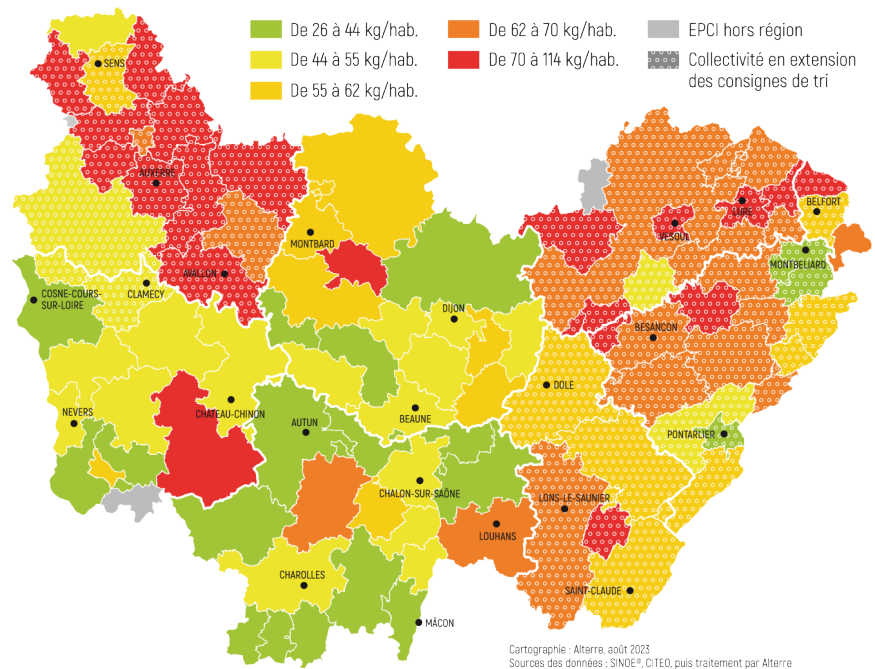 De 26 à 44 kg/hab.
De 44 à 55 kg/hab.
De 55 à 62 kg/hab.
De 62 à 70 kg/hab.
De 70 à 114 kg/hab.
EPCI hors région
Collectivité en extension
des consignes de tri
SENS
AUXERRE
AVALLON
MONTBARD
VESOUL
LURE
BELFORT
MONTBÉLIARD
COSNE-COURS-
SUR-LOIRE
CLAMECY
DIJON
BESANÇON
DOLE
NEVERS
CHÂTEAU-CHINON
BEAUNE
AUTUN
PONTARLIER
CHALON-SUR-SAÔNE
LONS-LE-SAUNIER
LOUHANS
CHAROLLES
SAINT-CLAUDE
MÂCON
Cartographie : Alterre, août 2023
Sources des données : SINOE®, CITEO, puis traitement par Alterre